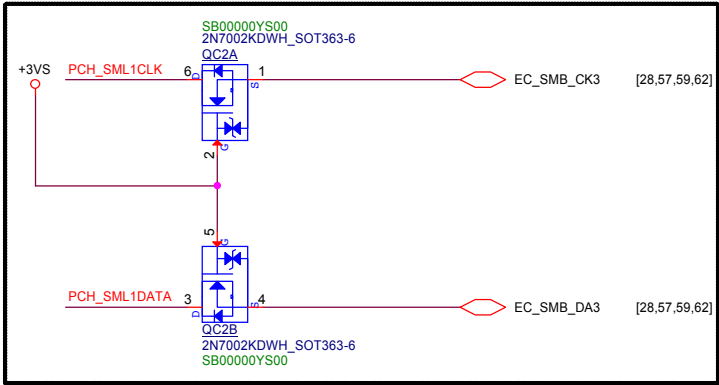 SB00000YS00
2N7002KDWH_SOT363-6
QC2A
+3VS
PCH_SML1CLK
6
D
1
S
EC_SMB_CK3
[28,57,59,62]
2
G
5
G
PCH_SML1DATA
3
D
4
S
EC_SMB_DA3
[28,57,59,62]
QC2B
2N7002KDWH_SOT363-6
SB00000YS00